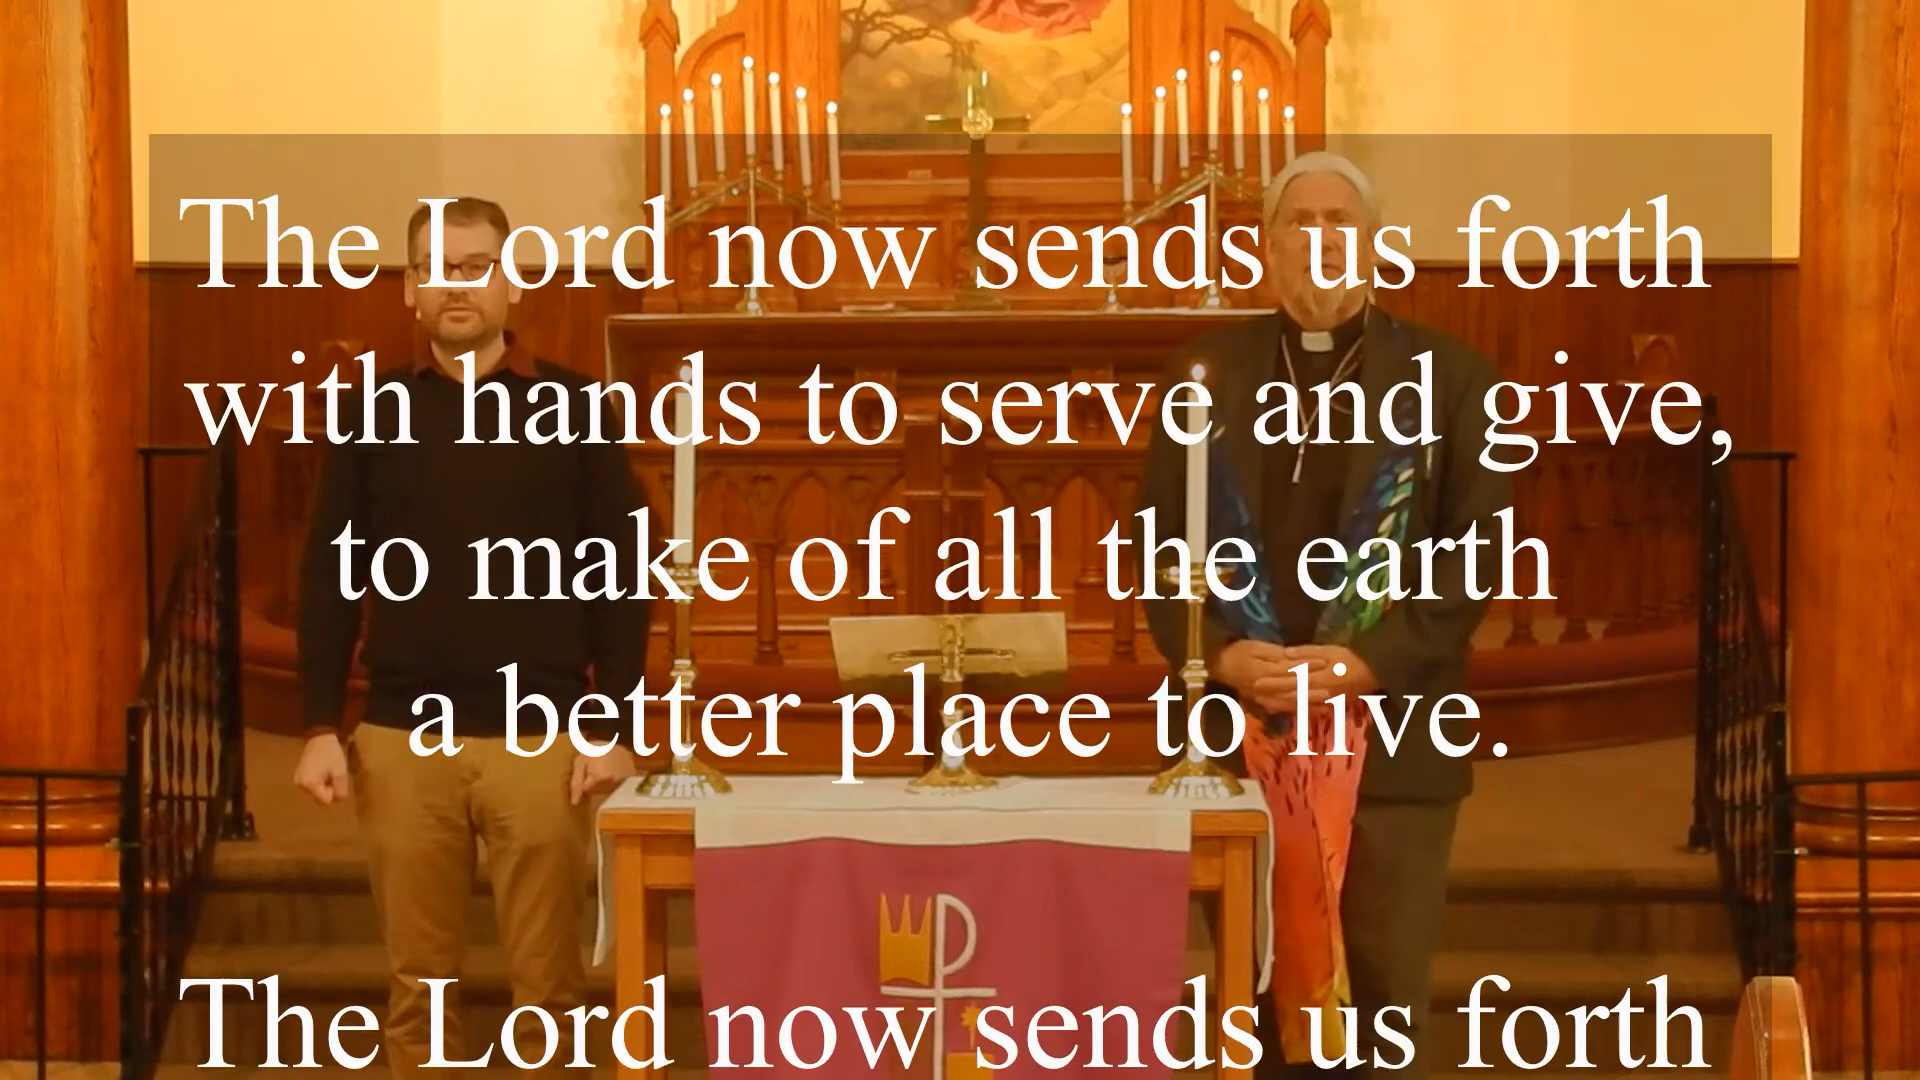 The Lord now sends us forth
with hands to serve and give,
to make of all the earth
a better place to live.
The Lord now sends us forth